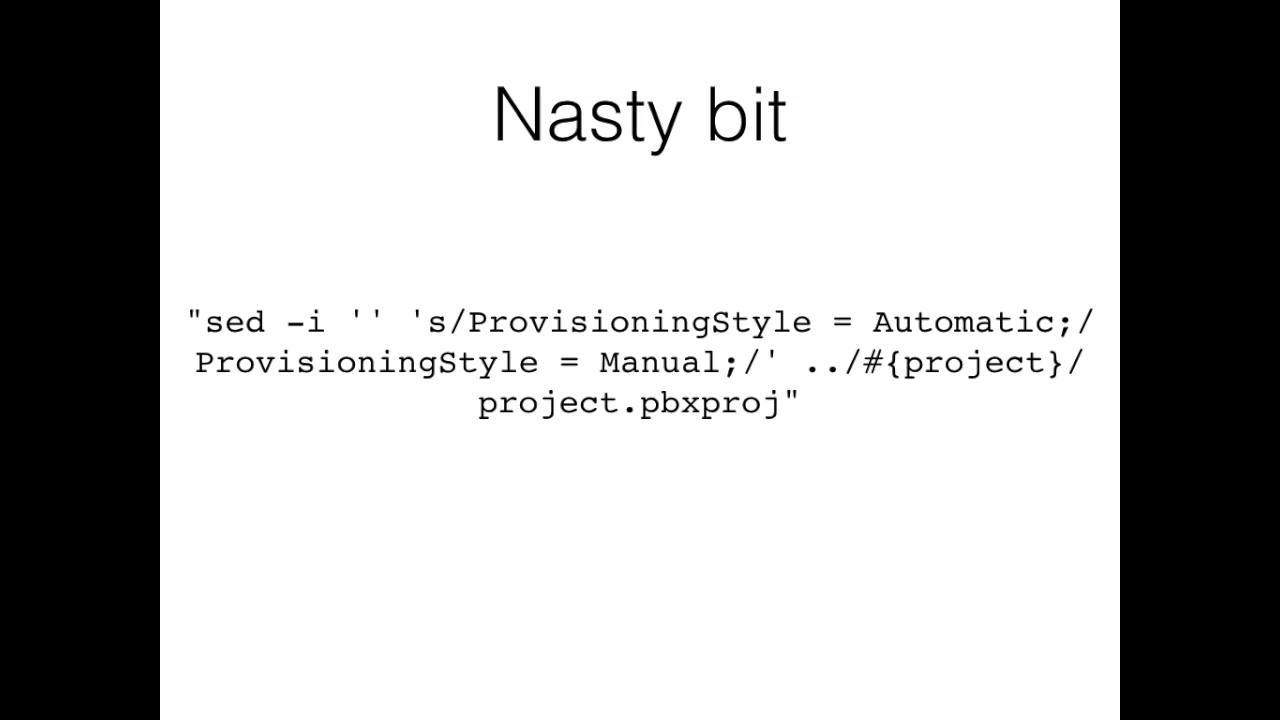 Nasty bit
"sed -i '' 's/ProvisioningStyle = Automatic;/
ProvisioningStyle = Manual;/' ../#{project}/
project.pbxproj"